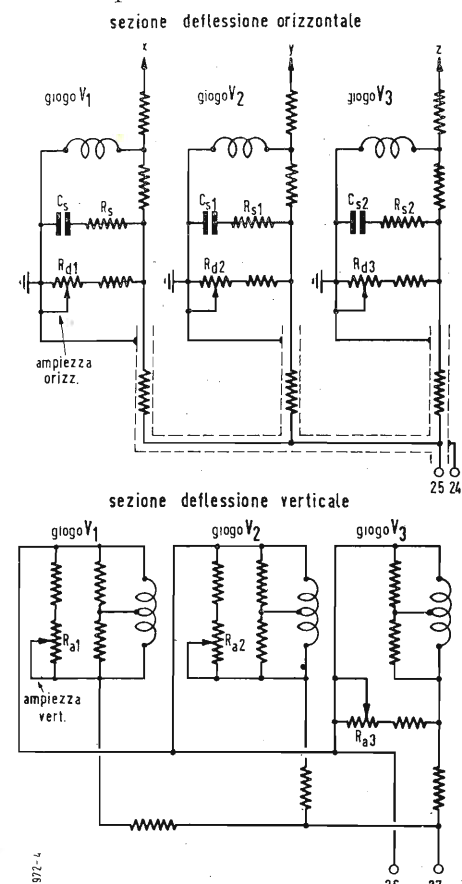 sezione deflessione orizzontale
x y z
giogo V1 giogo V2 giogo V3
Cs Rs Cs1 Rs1 Cs2 Rs2
Rd1 Rd2 Rd3
ampiezza
orizz.
25 24
sezione deflessione verticale
giogo V1 giogo V2 giogo V3
Ra1 Ra2
ampiezza
vert.
Ra3
972-4